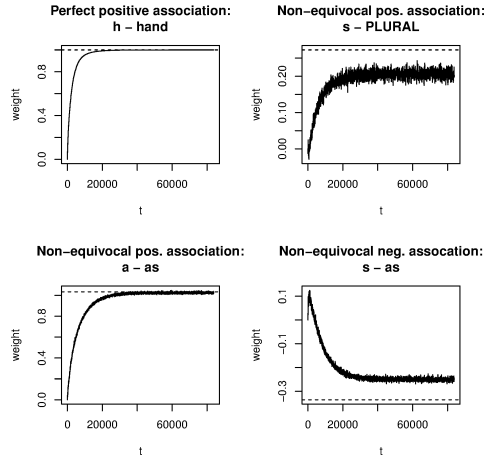 Perfect positive association:
h − hand
weight
0.0 0.4 0.8
0 20000 60000
t
Non−equivocal pos. association:
s − PLURAL
weight
0.00 0.10 0.20
0 20000 60000
t
Non−equivocal pos. association:
a − as
weight
0.0 0.4 0.8
0 20000 60000
t
Non−equivocal neg. assocation:
s − as
weight
−0.3 −0.1 0.1
0 20000 60000
t